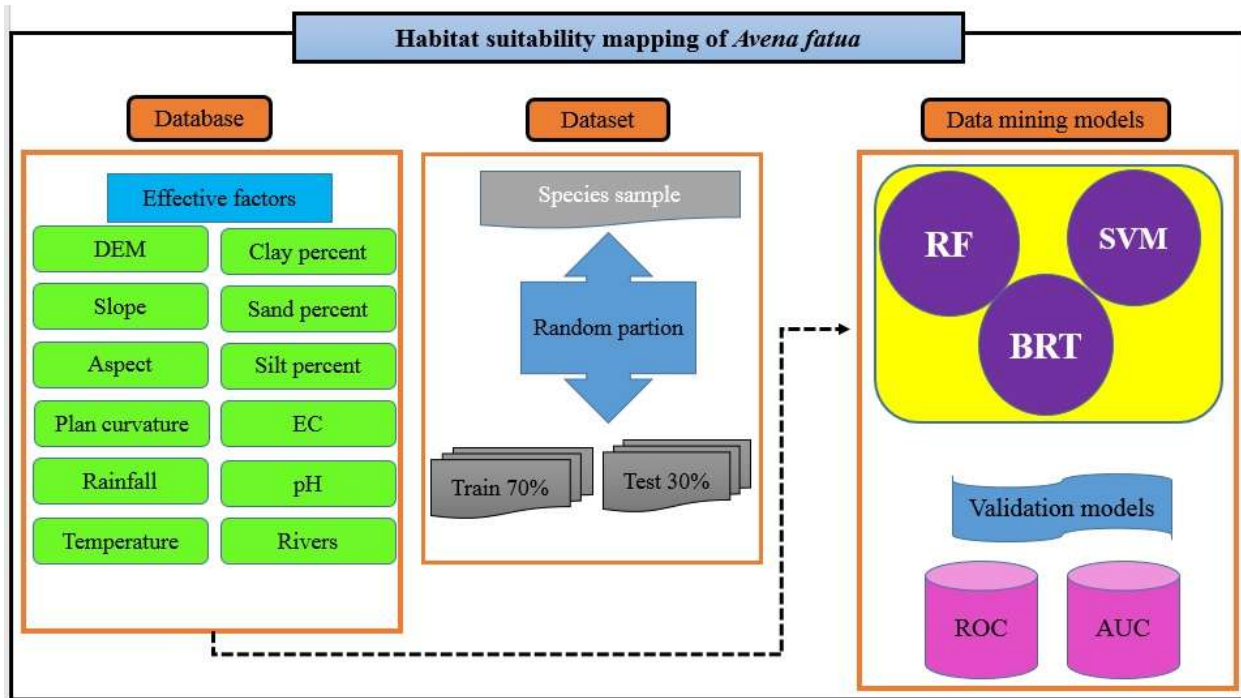 Habitat suitability mapping of Avena fatua
Database
Effective factors
DEM
Clay percent
Slope
Sand percent
Aspect
Silt percent
Plan curvature
EC
Rainfall
pH
Temperature
Rivers
Dataset
Species sample
Random partion
Train 70%
Test 30%
Data mining models
RF
SVM
BRT
Validation models
ROC
AUC